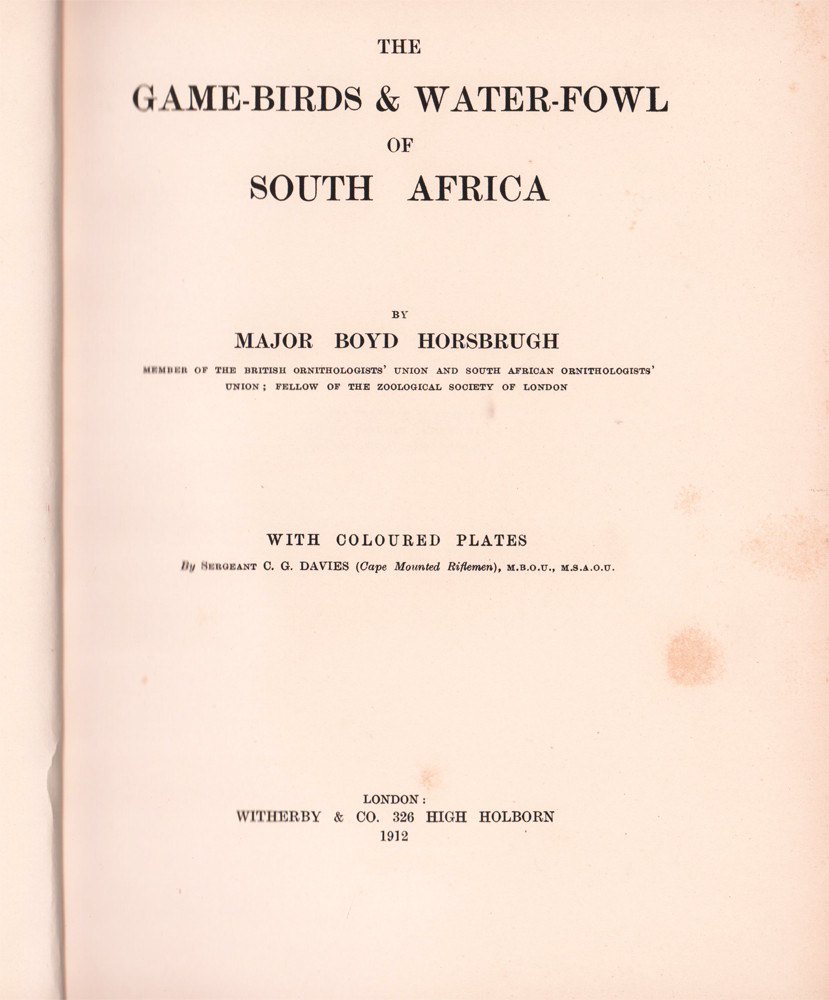 THE
GAME-BIRDS & WATER-FOWL
OF
SOUTH AFRICA
BY
MAJOR BOYD HORSBRUGH
MEMBER OF THE BRITISH ORNITHOLOGISTS' UNION AND SOUTH AFRICAN ORNITHOLOGISTS'
UNION; FELLOW OF THE ZOOLOGICAL SOCIETY OF LONDON
WITH COLOURED PLATES
By SERGEANT C. G. DAVIES (Cape Mounted Riflemen), M.B.O.U., M.S.A.O.U.
LONDON:
WITHERBY & CO. 326 HIGH HOLBORN
1912